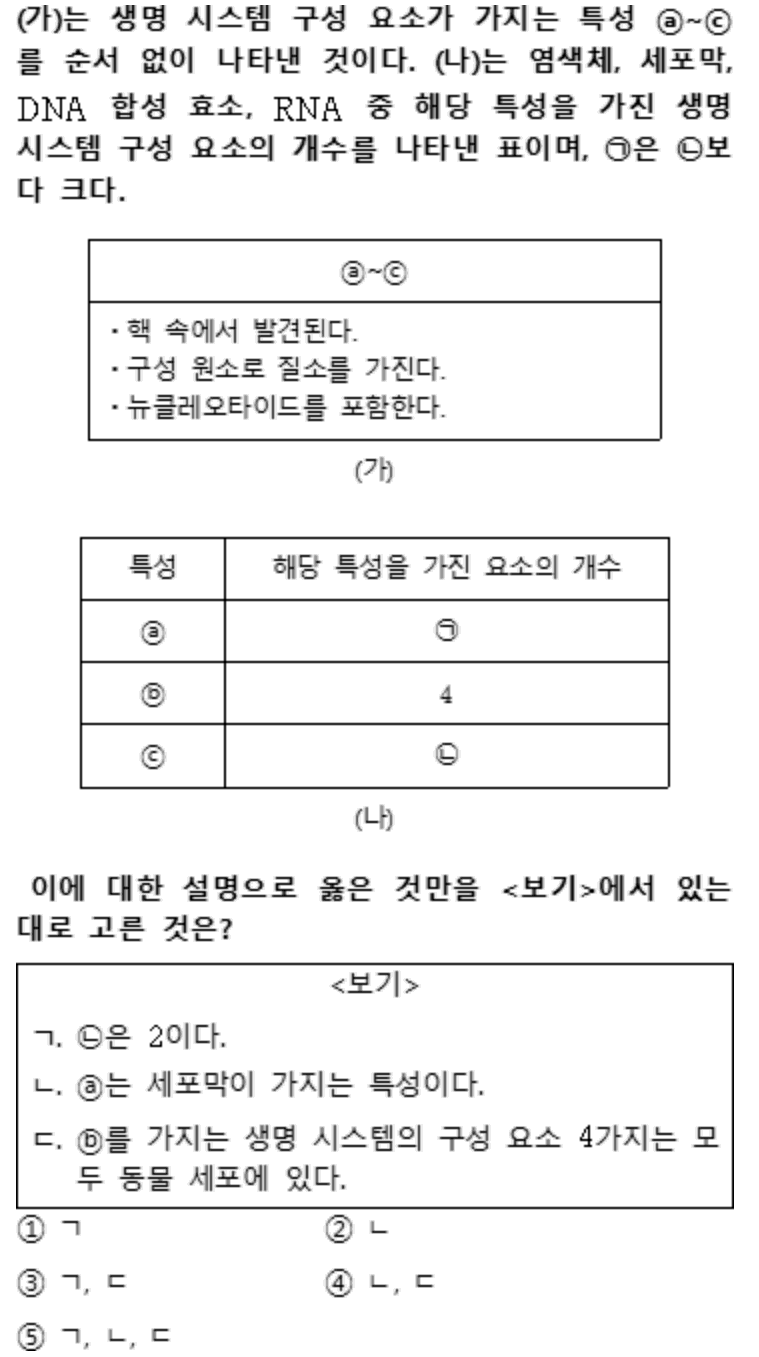 (가)는 생명 시스템 구성 요소가 가지는 특성 ⓐ~ⓒ
를 순서 없이 나타낸 것이다. (나)는 염색체, 세포막,
DNA 합성 효소, RNA 중 해당 특성을 가진 생명
시스템 구성 요소의 개수를 나타낸 표이며, ㉠은 ㉡보
다 크다.
ⓐ~ⓒ
· 핵 속에서 발견된다.
· 구성 원소로 질소를 가진다.
· 뉴클레오타이드를 포함한다.
(가)
특성 해당 특성을 가진 요소의 개수
ⓐ ㉠
ⓑ 4
ⓒ ㉡
(나)
이에 대한 설명으로 옳은 것만을 <보기>에서 있는
대로 고른 것은?
<보기>
ㄱ. ㉡은 2이다.
ㄴ. ⓐ는 세포막이 가지는 특성이다.
ㄷ. ⓑ를 가지는 생명 시스템의 구성 요소 4가지는 모
두 동물 세포에 있다.
① ㄱ ② ㄴ
③ ㄱ, ㄷ ④ ㄴ, ㄷ
⑤ ㄱ, ㄴ, ㄷ